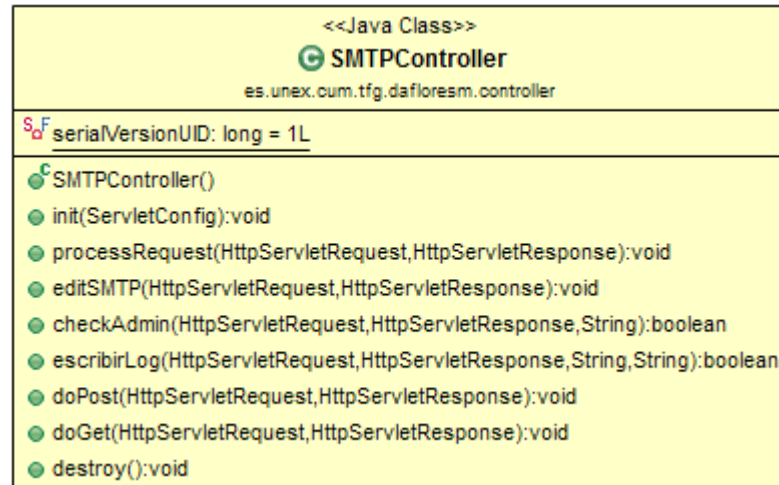 <<Java Class>>
C SMTPController
es.unex.cum.tfg.dafloresm.controller
S F serialVersionUID: long = 1L
C SMTPController()
init(ServletConfig):void
processRequest(HttpServletRequest,HttpServletResponse):void
editSMTP(HttpServletRequest,HttpServletResponse):void
checkAdmin(HttpServletRequest,HttpServletResponse,String):boolean
escribirLog(HttpServletRequest,HttpServletResponse,String,String):boolean
doPost(HttpServletRequest,HttpServletResponse):void
doGet(HttpServletRequest,HttpServletResponse):void
destroy():void